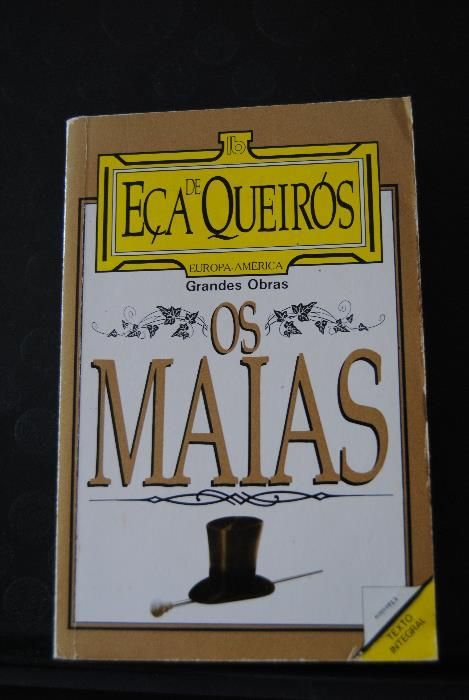 EÇA DE QUEIRÓS
EUROPA-AMÉRICA
Grandes Obras
OS
MAIAS
TEXTO
INTEGRAL